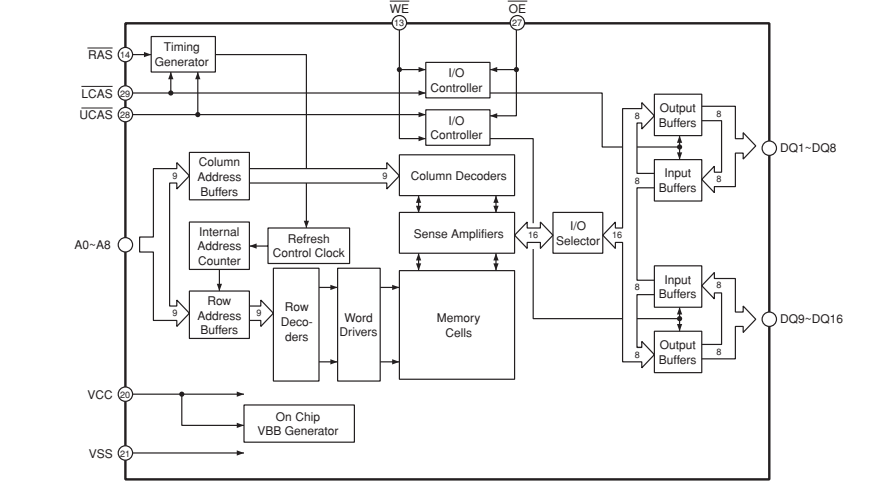 WE
OE
13
27
RAS
14
Timing
Generator
I/O
Controller
LCAS
29
UCAS
28
I/O
Controller
Output
Buffers
8
8
DQ1~DQ8
Column
Address
Buffers
9
9
Column Decoders
Input
Buffers
8
8
A0~A8
Internal
Address
Counter
Refresh
Control Clock
Sense Amplifiers
16
I/O
Selector
16
Row
Address
Buffers
9
9
Row
Deco-
ders
Word
Drivers
Memory
Cells
Input
Buffers
8
8
DQ9~DQ16
Output
Buffers
8
8
VCC
20
On Chip
VBB Generator
VSS
21